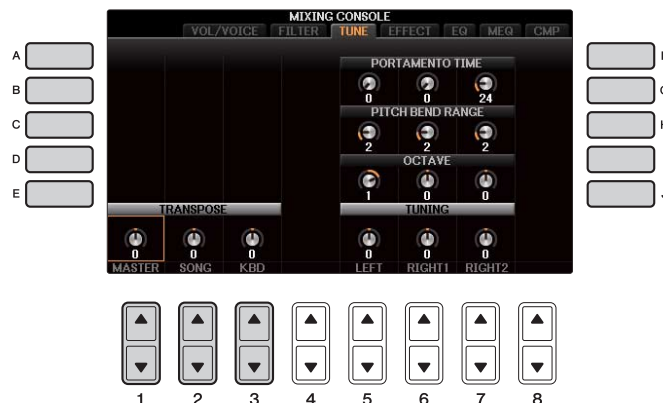 MIXING CONSOLE
VOL/VOICE FILTER TUNE EFFECT EQ MEQ CMP
A
B
C
D
E
PORTAMENTO TIME
0 0 24
PITCH BEND RANGE
2 2 2
OCTAVE
1 0 0
TRANSPOSE TUNING
0 0 0 0 0 0
MASTER SONG KBD LEFT RIGHT1 RIGHT2
1 2 3 4 5 6 7 8